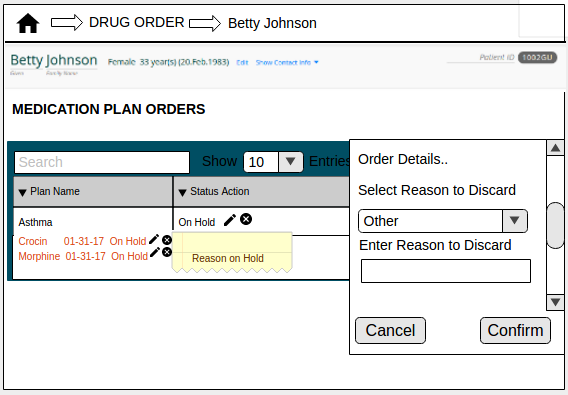 DRUG ORDER Betty Johnson
Betty Johnson Female 33 year(s) (20.Feb.1983) Edit Show Contact Info Patient ID 1002GU
Given Family Name
MEDICATION PLAN ORDERS
Search Show 10 Entries
Plan Name Status Action
Asthma On Hold
Crocin 01-31-17 On Hold
Morphine 01-31-17 On Hold
Reason on Hold
Order Details..
Select Reason to Discard
Other
Enter Reason to Discard
Cancel Confirm